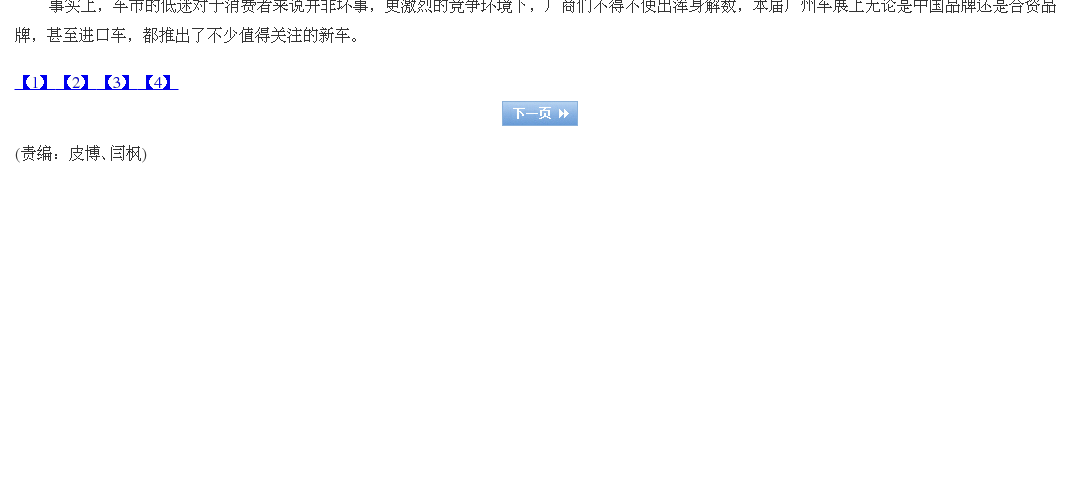 事实上，车市的低迷对于消费者来说并非坏事，更激烈的竞争环境下，厂商们不得不使出浑身解数，本届广州车展上无论是中国品牌还是合资品
牌，甚至进口车，都推出了不少值得关注的新车。
【1】 【2】 【3】 【4】
下一页
(责编：皮博、闫枫)